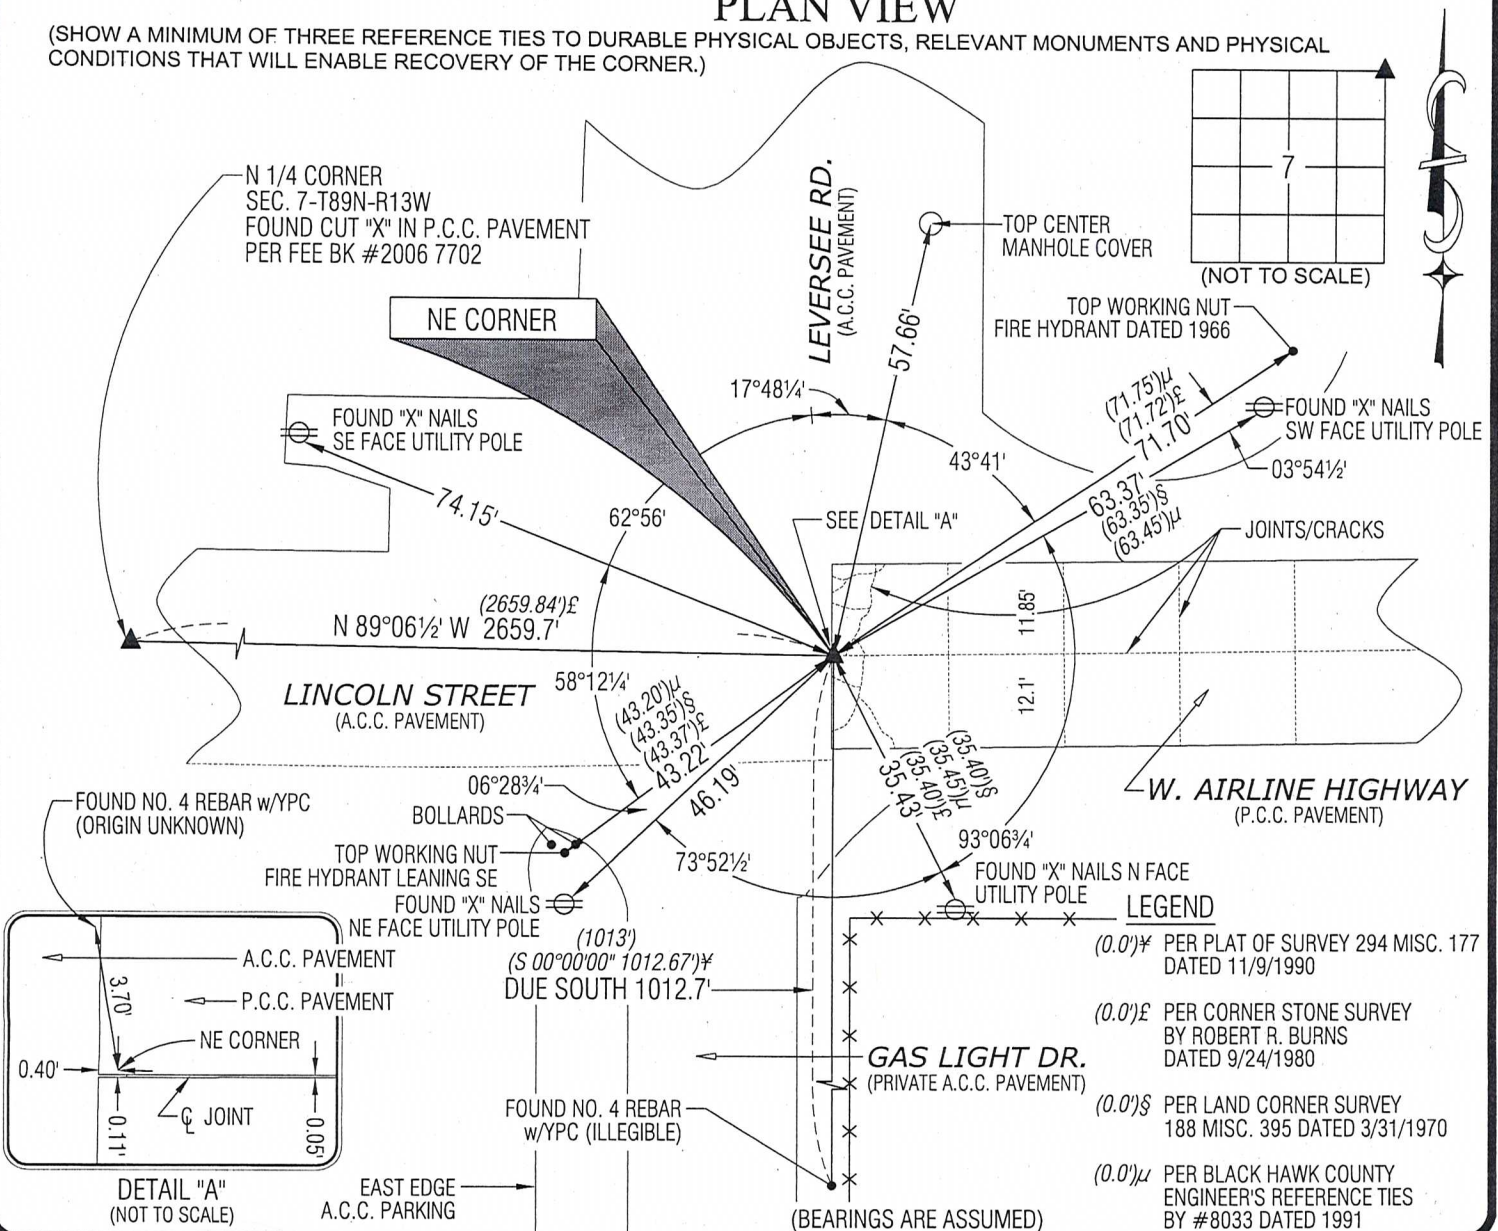 PLAN VIEW
(SHOW A MINIMUM OF THREE REFERENCE TIES TO DURABLE PHYSICAL OBJECTS, RELEVANT MONUMENTS AND PHYSICAL
CONDITIONS THAT WILL ENABLE RECOVERY OF THE CORNER.)
7
(NOT TO SCALE)
N 1/4 CORNER
SEC. 7-T89N-R13W
FOUND CUT "X" IN P.C.C. PAVEMENT
PER FEE BK #2006 7702
NE CORNER
LEVERSEE RD.
(A.C.C. PAVEMENT)
TOP CENTER
MANHOLE COVER
57.66'
TOP WORKING NUT
FIRE HYDRANT DATED 1966
17°48¼'
(71.75')µ
(71.72')£
71.70'
FOUND "X" NAILS
SE FACE UTILITY POLE
FOUND "X" NAILS
SW FACE UTILITY POLE
43°41'
03°54½'
63.37'
(63.35')§
(63.45')µ
74.15'
62°56'
SEE DETAIL "A"
JOINTS/CRACKS
(2659.84')£
N 89°06½' W 2659.7'
11.85'
12.1'
58°12¼'
LINCOLN STREET
(A.C.C. PAVEMENT)
(43.20')µ
(43.35')§
(43.37')£
43.22'
46.19'
(35.40')§
(35.45')µ
(35.40')£
35.43'
W. AIRLINE HIGHWAY
(P.C.C. PAVEMENT)
06°28¾'
BOLLARDS
TOP WORKING NUT
FIRE HYDRANT LEANING SE
73°52½'
93°06¾'
FOUND "X" NAILS
NE FACE UTILITY POLE
FOUND "X" NAILS N FACE
UTILITY POLE
FOUND NO. 4 REBAR w/YPC
(ORIGIN UNKNOWN)
A.C.C. PAVEMENT
3.70'
P.C.C. PAVEMENT
NE CORNER
0.40'
℄ JOINT
0.11'
0.05'
DETAIL "A"
(NOT TO SCALE)
(1013')
(S 00°00'00" 1012.67')¥
DUE SOUTH 1012.7'
GAS LIGHT DR.
(PRIVATE A.C.C. PAVEMENT)
FOUND NO. 4 REBAR
w/YPC (ILLEGIBLE)
EAST EDGE
A.C.C. PARKING
(BEARINGS ARE ASSUMED)
LEGEND
(0.0')¥ PER PLAT OF SURVEY 294 MISC. 177
DATED 11/9/1990
(0.0')£ PER CORNER STONE SURVEY
BY ROBERT R. BURNS
DATED 9/24/1980
(0.0')§ PER LAND CORNER SURVEY
188 MISC. 395 DATED 3/31/1970
(0.0')µ PER BLACK HAWK COUNTY
ENGINEER'S REFERENCE TIES
BY #8033 DATED 1991